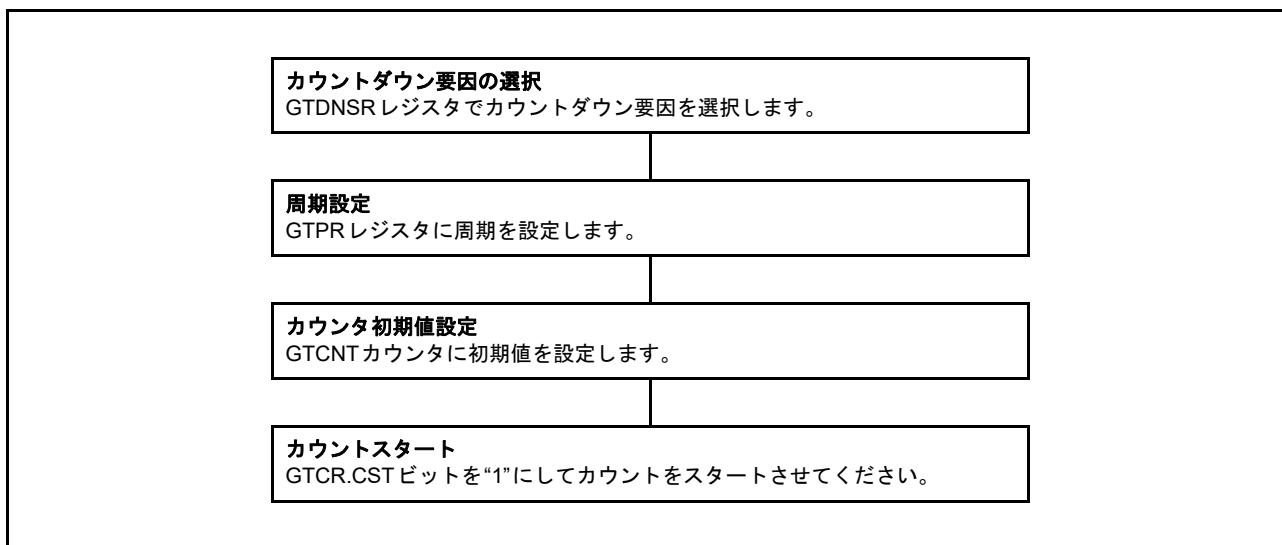 カウントダウン要因の選択
GTDNSRレジスタでカウントダウン要因を選択します。
周期設定
GTPRレジスタに周期を設定します。
カウンタ初期値設定
GTCNTカウンタに初期値を設定します。
カウントスタート
GTCR.CSTビットを“1”にしてカウントをスタートさせてください。